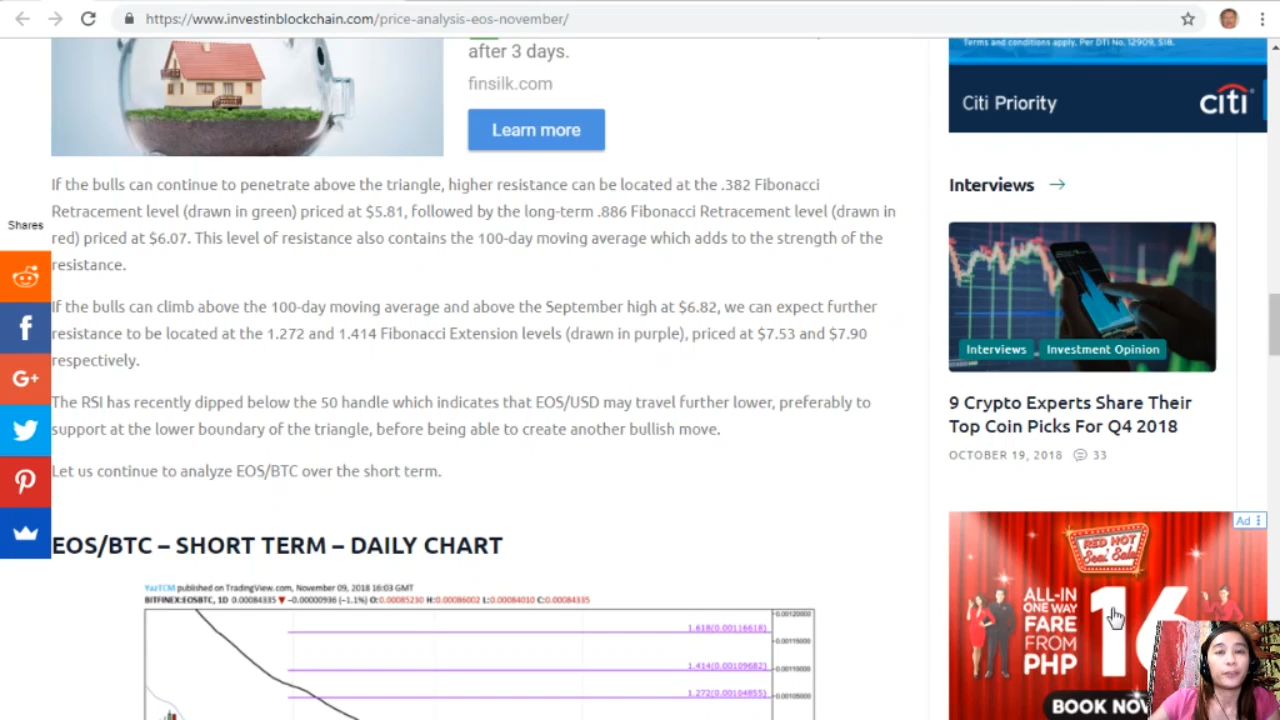 https://www.investinblockchain.com/price-analysis-eos-november/
after 3 days.
finsilk.com
Learn more
If the bulls can continue to penetrate above the triangle, higher resistance can be located at the .382 Fibonacci
Retracement level (drawn in green) priced at $5.81, followed by the long-term .886 Fibonacci Retracement level (drawn in
red) priced at $6.07. This level of resistance also contains the 100-day moving average which adds to the strength of the
resistance.
If the bulls can climb above the 100-day moving average and above the September high at $6.82, we can expect further
resistance to be located at the 1.272 and 1.414 Fibonacci Extension levels (drawn in purple), priced at $7.53 and $7.90
respectively.
The RSI has recently dipped below the 50 handle which indicates that EOS/USD may travel further lower, preferably to
support at the lower boundary of the triangle, before being able to create another bullish move.
Let us continue to analyze EOS/BTC over the short term.
EOS/BTC – SHORT TERM – DAILY CHART
YazTCM published on TradingView.com, November 09, 2018 16:03 GMT
BITFINEX:EOSBTC, 1D 0.00084335 ▼ −0.00000936 (−1.1%) O:0.00085230 H:0.00086002 L:0.00084010 C:0.00084335
0.00120000
1.618(0.00116618)
0.00115000
1.414(0.00109682)
0.00110000
1.272(0.00104855)
0.00105000
Shares
Terms and conditions apply. Per DTI No. 12909, S18.
Citi Priority
citi
Interviews →
Interviews
Investment Opinion
9 Crypto Experts Share Their
Top Coin Picks For Q4 2018
OCTOBER 19, 2018 33
Ad
RED HOT
Seat Sale
ALL-IN
ONE WAY
FARE
FROM
PHP
16
BOOK NOW